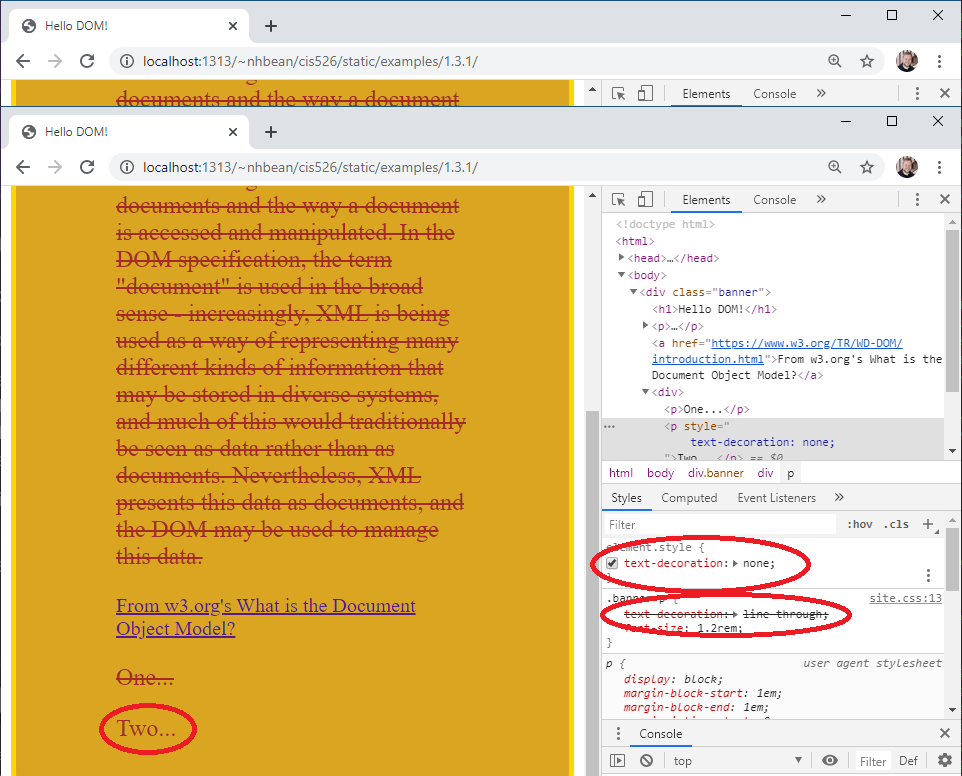 Hello DOM!
localhost:1313/~nhbean/cis526/static/examples/1.3.1/
documents and the way a document
Elements Console »
Hello DOM!
localhost:1313/~nhbean/cis526/static/examples/1.3.1/
documents and the way a document
is accessed and manipulated. In the
DOM specification, the term
"document" is used in the broad
sense - increasingly, XML is being
used as a way of representing many
different kinds of information that
may be stored in diverse systems,
and much of this would traditionally
be seen as data rather than as
documents. Nevertheless, XML
presents this data as documents, and
the DOM may be used to manage
this data.
From w3.org's What is the Document
Object Model?
One...
Two...
Elements Console »
<!doctype html>
<html>
<head>…</head>
<body>
<div class="banner">
<h1>Hello DOM!</h1>
<p>…</p>
<a href="https://www.w3.org/TR/WD-DOM/
introduction.html">From w3.org's What is the
Document Object Model?</a>
<div>
<p>One...</p>
<p style="
text-decoration: none;
">Two...</p> == $0
html body div.banner div p
Styles Computed Event Listeners »
Filter :hov .cls +
element.style {
text-decoration: none;
}
.banner p { site.css:13
text-decoration: line-through;
font-size: 1.2rem;
}
p { user agent stylesheet
display: block;
margin-block-start: 1em;
margin-block-end: 1em;
Console
top Filter Def